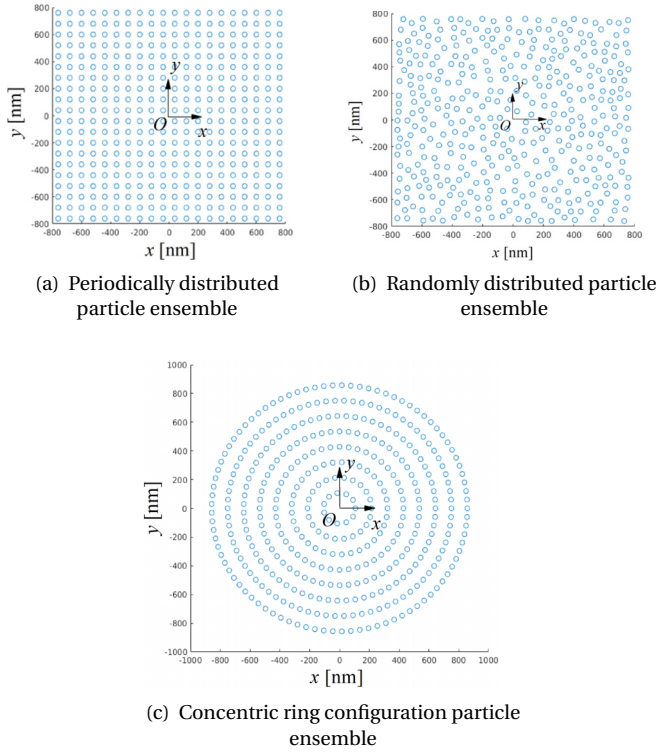 800
600
400
200
0
-200
-400
-600
800
y [nm]
y
O
x
-800 -600 -400 -200 0 200 400 600 800
x [nm]
(a) Periodically distributed
particle ensemble
800
600
400
200
0
-200
-400
-600
-800
y [nm]
y
O
x
-800 -600 -400 -200 0 200 400 600 800
x [nm]
(b) Randomly distributed particle
ensemble
1000
800
600
400
200
0
-200
-400
-600
-800
-1000
y [nm]
y
O
x
-1000 -800 -600 -400 -200 0 200 400 600 800 1000
x [nm]
(c) Concentric ring configuration particle
ensemble